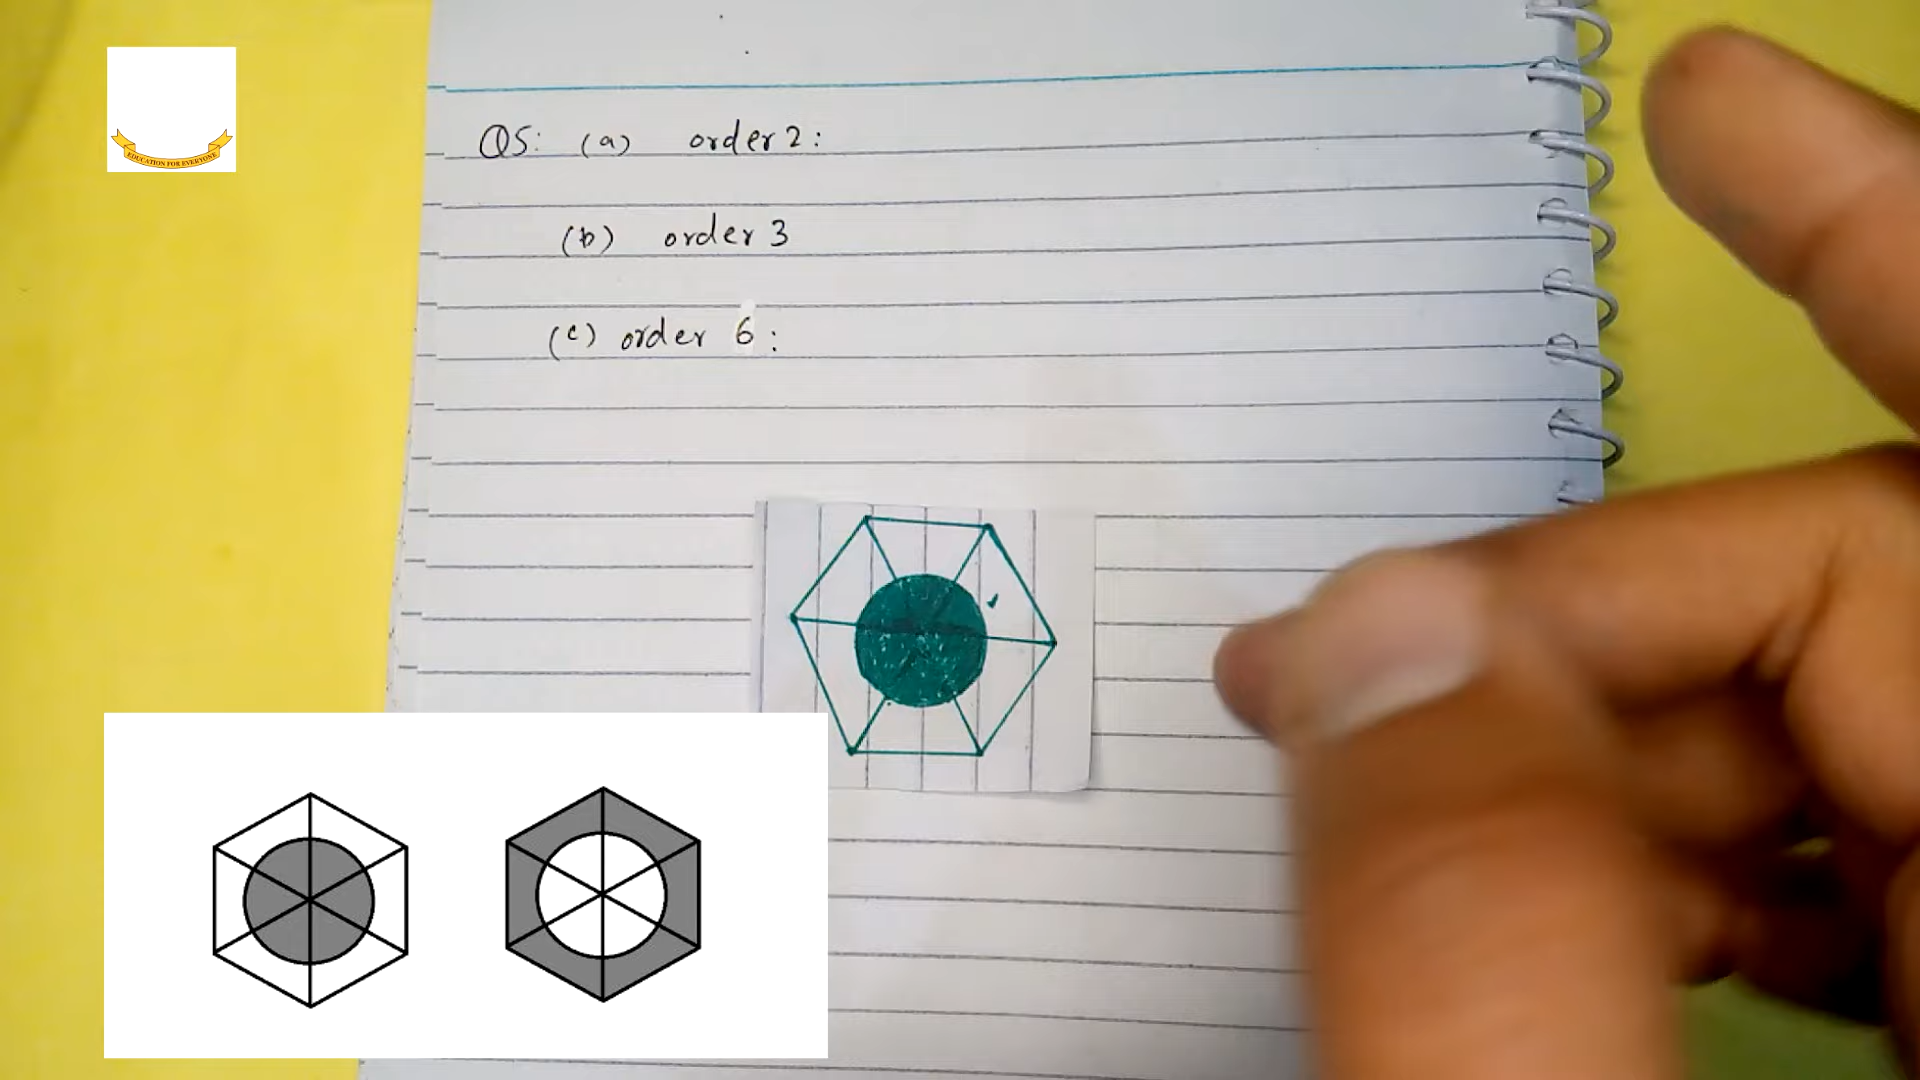 EDUCATION FOR EVERYONE
Q5: (a) order 2:
(b) order 3
(c) order 6: